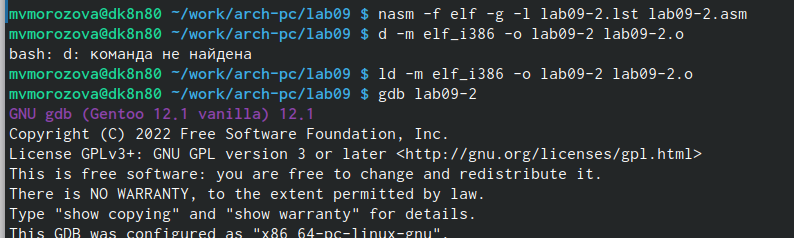 mvmorozova@dk8n80 ~/work/arch-pc/lab09 $ nasm -f elf -g -l lab09-2.lst lab09-2.asm
mvmorozova@dk8n80 ~/work/arch-pc/lab09 $ d -m elf_i386 -o lab09-2 lab09-2.o
bash: d: команда не найдена
mvmorozova@dk8n80 ~/work/arch-pc/lab09 $ ld -m elf_i386 -o lab09-2 lab09-2.o
mvmorozova@dk8n80 ~/work/arch-pc/lab09 $ gdb lab09-2
GNU gdb (Gentoo 12.1 vanilla) 12.1
Copyright (C) 2022 Free Software Foundation, Inc.
License GPLv3+: GNU GPL version 3 or later <http://gnu.org/licenses/gpl.html>
This is free software: you are free to change and redistribute it.
There is NO WARRANTY, to the extent permitted by law.
Type "show copying" and "show warranty" for details.
This GDB was configured as "x86_64-pc-linux-gnu".